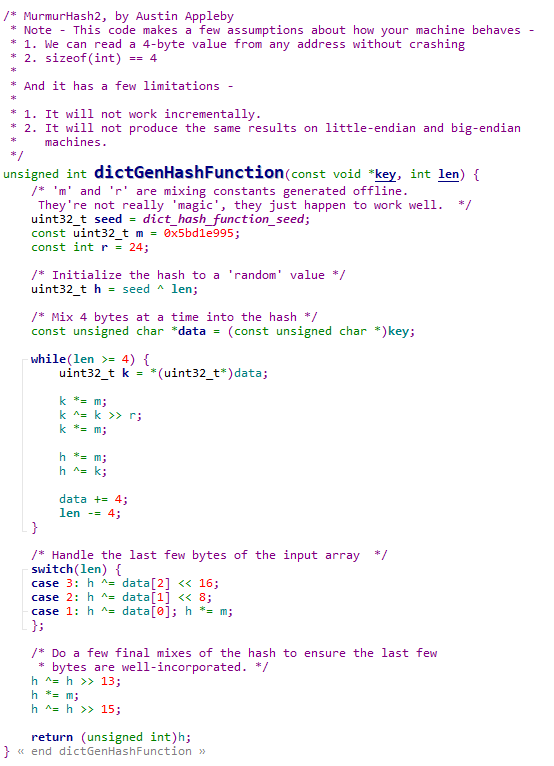 /* MurmurHash2, by Austin Appleby
 * Note - This code makes a few assumptions about how your machine behaves -
 * 1. We can read a 4-byte value from any address without crashing
 * 2. sizeof(int) == 4
 *
 * And it has a few limitations -
 *
 * 1. It will not work incrementally.
 * 2. It will not produce the same results on little-endian and big-endian
 *    machines.
 */
unsigned int dictGenHashFunction(const void *key, int len) {
    /* 'm' and 'r' are mixing constants generated offline.
     They're not really 'magic', they just happen to work well.  */
    uint32_t seed = dict_hash_function_seed;
    const uint32_t m = 0x5bd1e995;
    const int r = 24;

    /* Initialize the hash to a 'random' value */
    uint32_t h = seed ^ len;

    /* Mix 4 bytes at a time into the hash */
    const unsigned char *data = (const unsigned char *)key;

    while(len >= 4) {
        uint32_t k = *(uint32_t*)data;

        k *= m;
        k ^= k >> r;
        k *= m;

        h *= m;
        h ^= k;

        data += 4;
        len -= 4;
    }

    /* Handle the last few bytes of the input array  */
    switch(len) {
    case 3: h ^= data[2] << 16;
    case 2: h ^= data[1] << 8;
    case 1: h ^= data[0]; h *= m;
    };

    /* Do a few final mixes of the hash to ensure the last few
     * bytes are well-incorporated. */
    h ^= h >> 13;
    h *= m;
    h ^= h >> 15;

    return (unsigned int)h;
} « end dictGenHashFunction »